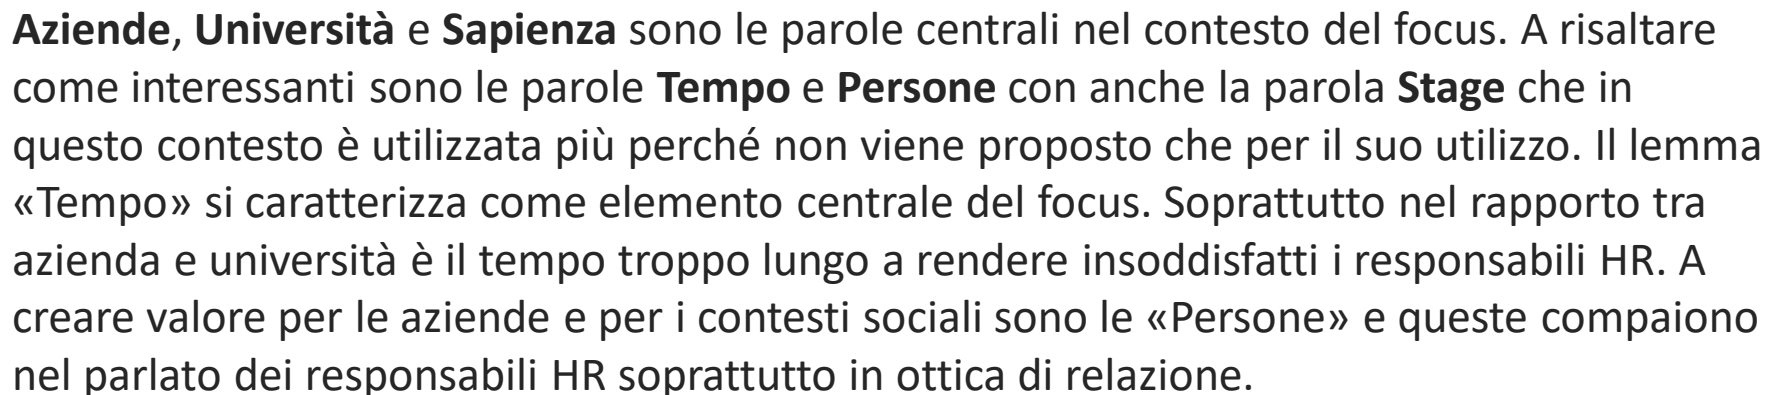 Aziende, Università e Sapienza sono le parole centrali nel contesto del focus. A risaltare
come interessanti sono le parole Tempo e Persone con anche la parola Stage che in
questo contesto è utilizzata più perché non viene proposto che per il suo utilizzo. Il lemma
«Tempo» si caratterizza come elemento centrale del focus. Soprattutto nel rapporto tra
azienda e università è il tempo troppo lungo a rendere insoddisfatti i responsabili HR. A
creare valore per le aziende e per i contesti sociali sono le «Persone» e queste compaiono
nel parlato dei responsabili HR soprattutto in ottica di relazione.